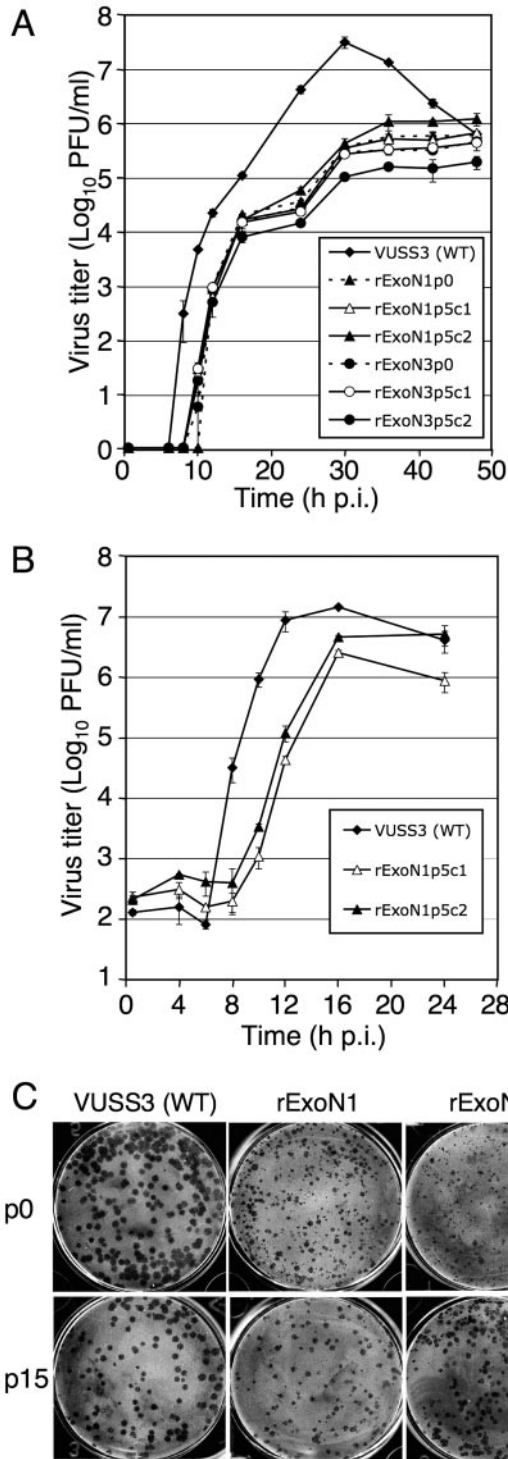 A
Virus titer (Log10 PFU/ml)
8
7
6
5
4
3
2
1
0
0
10
20
30
40
50
Time (h p.i.)
VUSS3 (WT)
rExoN1p0
rExoN1p5c1
rExoN1p5c2
rExoN3p0
rExoN3p5c1
rExoN3p5c2
B
Virus titer (Log10 PFU/ml)
8
7
6
5
4
3
2
1
0
4
8
12
16
20
24
28
Time (h p.i.)
VUSS3 (WT)
rExoN1p5c1
rExoN1p5c2
C
VUSS3 (WT) rExoN1 rExoN
p0
p15